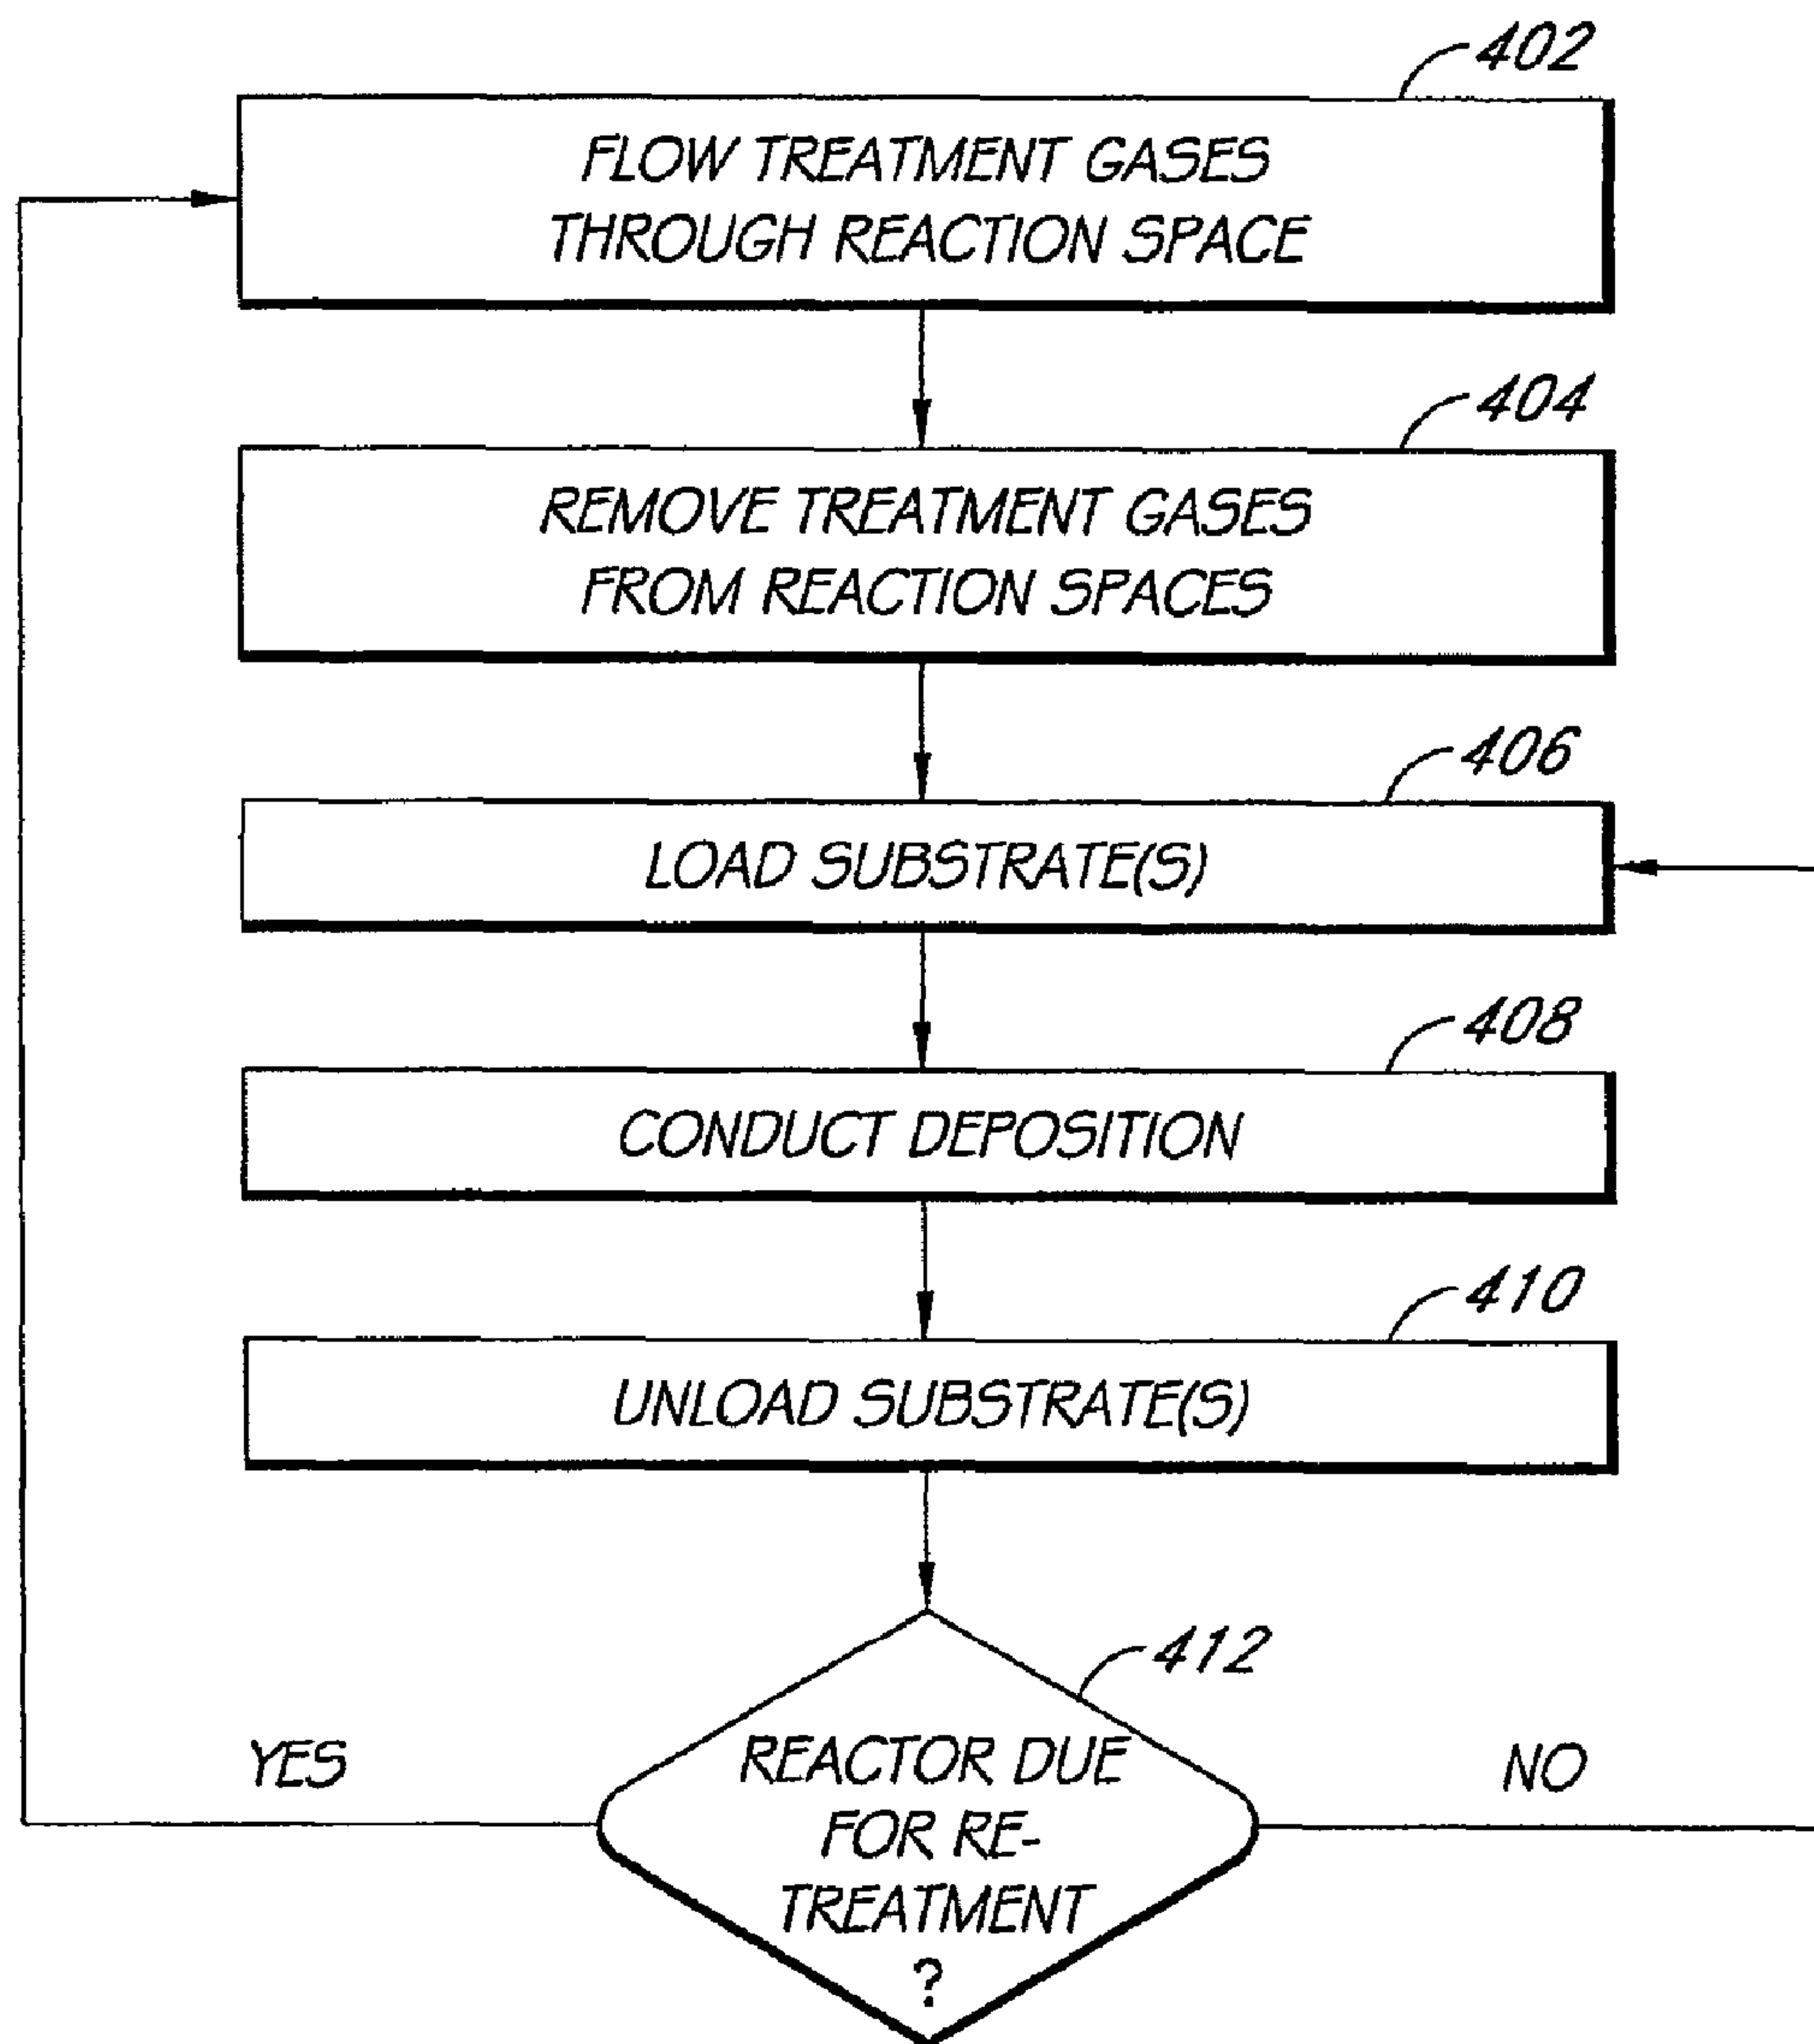 402
FLOW TREATMENT GASES
THROUGH REACTION SPACE
404
REMOVE TREATMENT GASES
FROM REACTION SPACES
406
LOAD SUBSTRATE(S)
408
CONDUCT DEPOSITION
410
UNLOAD SUBSTRATE(S)
412
YES
REACTOR DUE
FOR RE-
TREATMENT
?
NO